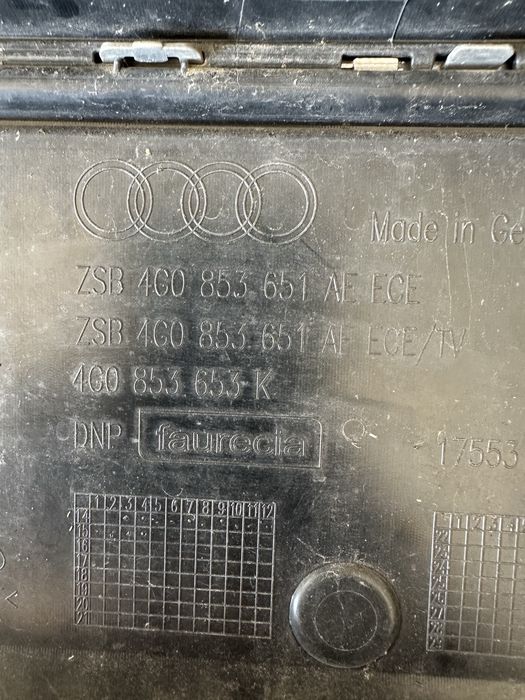 Made in Ge
ZSB 4G0 853 651 AE ECE
ZSB 4G0 853 651 AF ECE/TV
4G0 853 653 K
DNP faurecia 17553
1 2 3 4 5 6 7 8 9 10 11 12